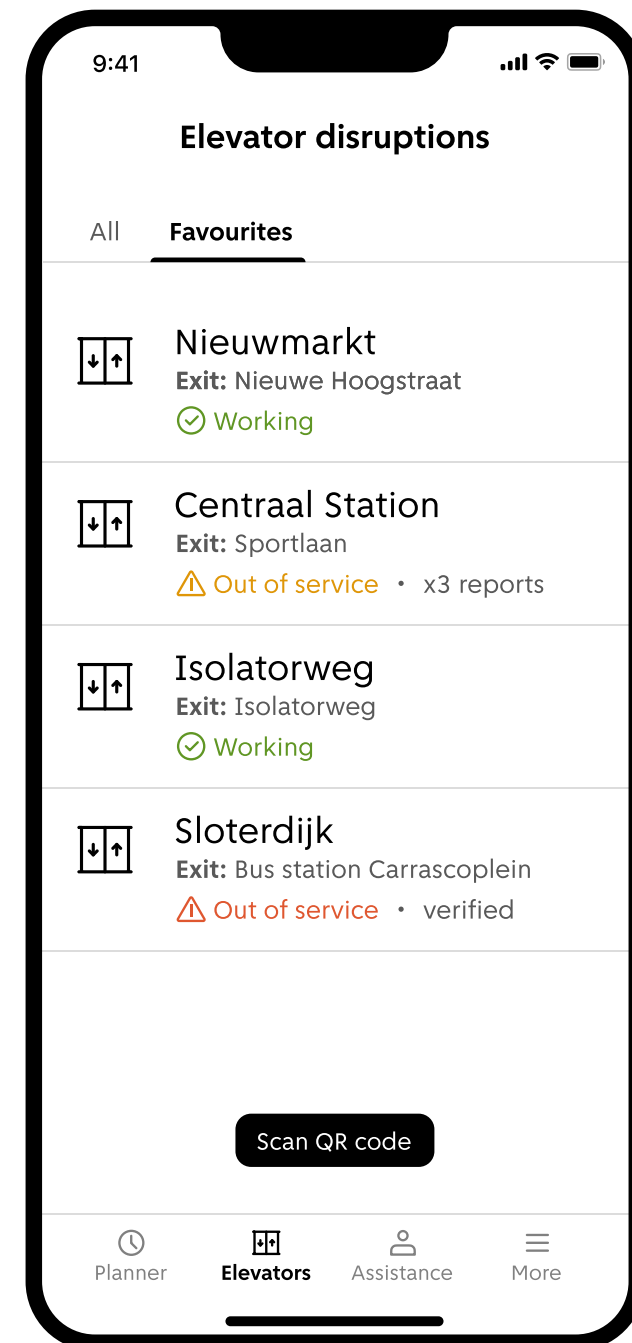 9:41
Elevator disruptions
All Favourites
Nieuwmarkt
Exit: Nieuwe Hoogstraat
Working
Centraal Station
Exit: Sportlaan
Out of service • x3 reports
Isolatorweg
Exit: Isolatorweg
Working
Sloterdijk
Exit: Bus station Carrascoplein
Out of service • verified
Scan QR code
Planner Elevators Assistance More